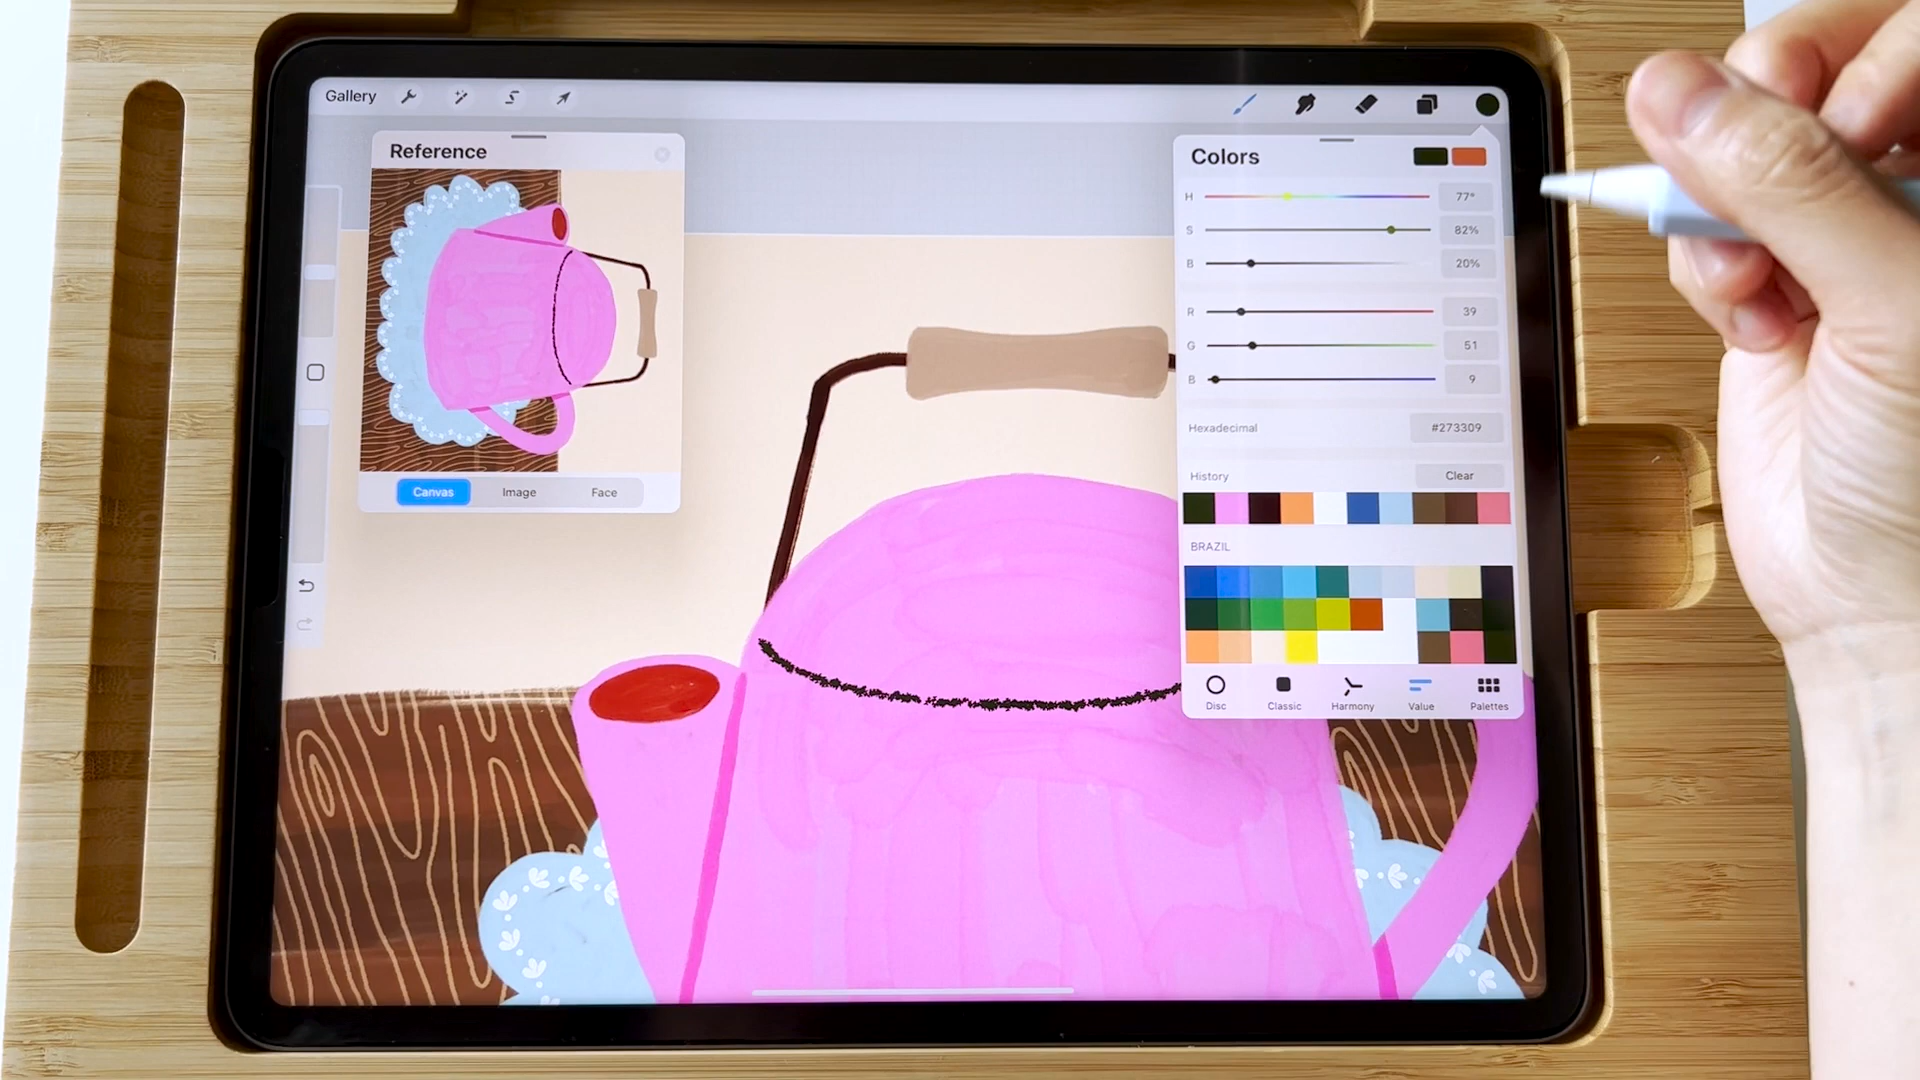 Gallery
Reference
Canvas Image Face
Colors
H 77°
S 82%
B 20%
R 39
G 51
B 9
Hexadecimal #273309
History Clear
BRAZIL
Disc Classic Harmony Value Palettes